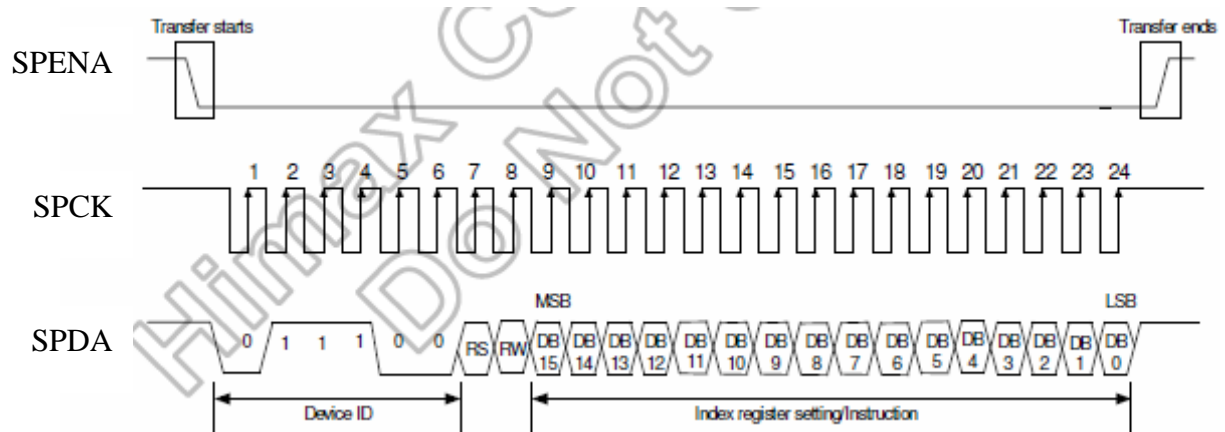 Transfer starts
Transfer ends
SPENA
1 2 3 4 5 6 7 8 9 10 11 12 13 14 15 16 17 18 19 20 21 22 23 24
SPCK
MSB
LSB
SPDA
0 1 1 1 0 0 RS RW DB 15 DB 14 DB 13 DB 12 DB 11 DB 10 DB 9 DB 8 DB 7 DB 6 DB 5 DB 4 DB 3 DB 2 DB 1 DB 0
Device ID
Index register setting/Instruction
Himax Co
Do Not